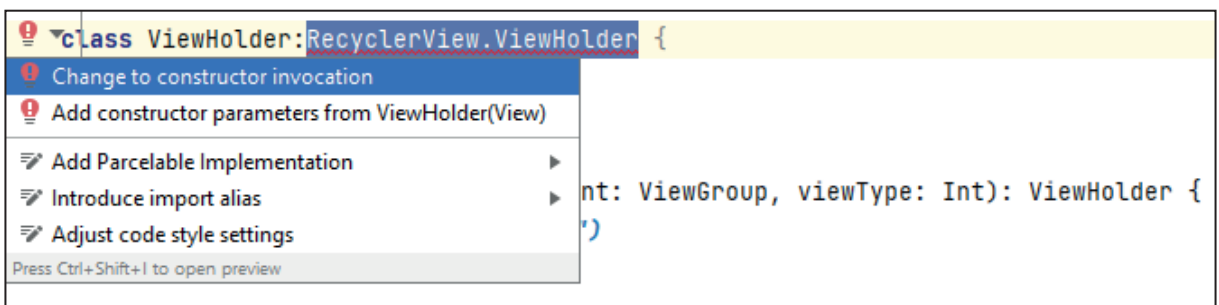 class ViewHolder:RecyclerView.ViewHolder {
Change to constructor invocation
Add constructor parameters from ViewHolder(View)
Add Parcelable Implementation
Introduce import alias
nt: ViewGroup, viewType: Int): ViewHolder {
Adjust code style settings
")
Press Ctrl+Shift+I to open preview